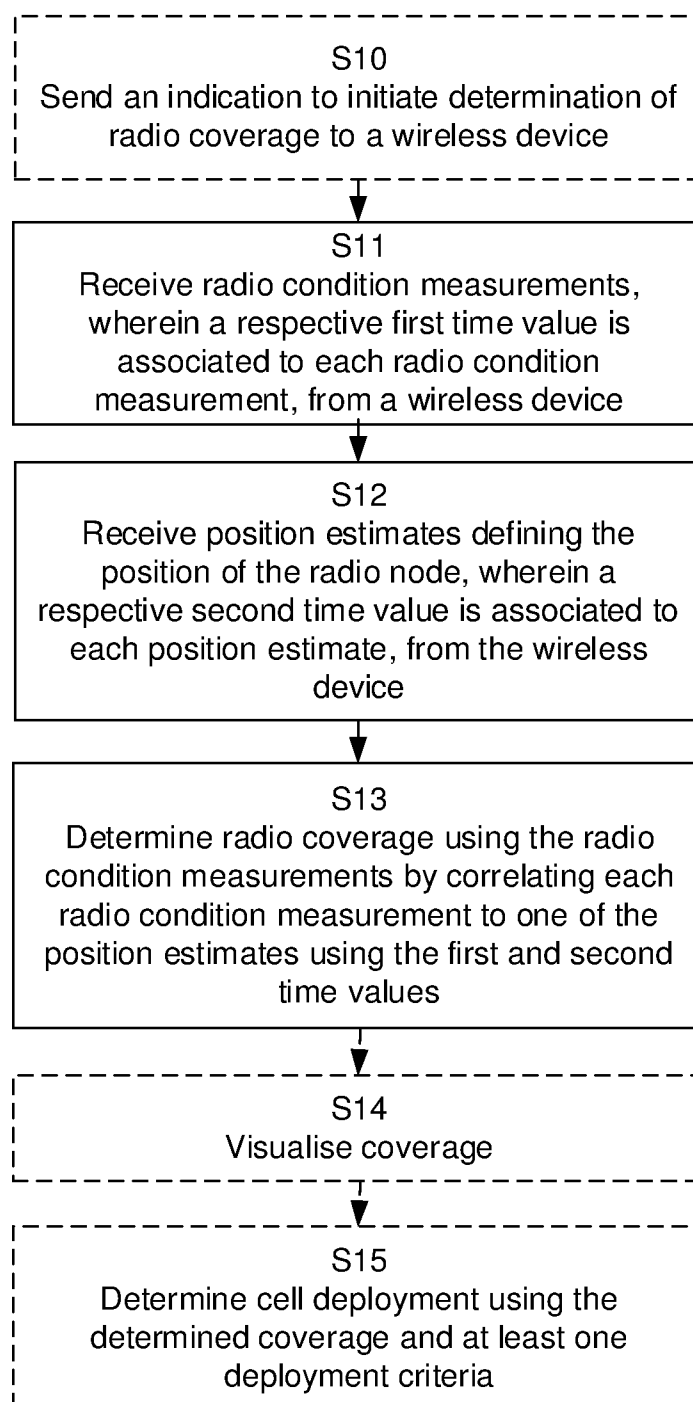 S10
Send an indication to initiate determination of
radio coverage to a wireless device
S11
Receive radio condition measurements,
wherein a respective first time value is
associated to each radio condition
measurement, from a wireless device
S12
Receive position estimates defining the
position of the radio node, wherein a
respective second time value is associated to
each position estimate, from the wireless
device
S13
Determine radio coverage using the radio
condition measurements by correlating each
radio condition measurement to one of the
position estimates using the first and second
time values
S14
Visualise coverage
S15
Determine cell deployment using the
determined coverage and at least one
deployment criteria